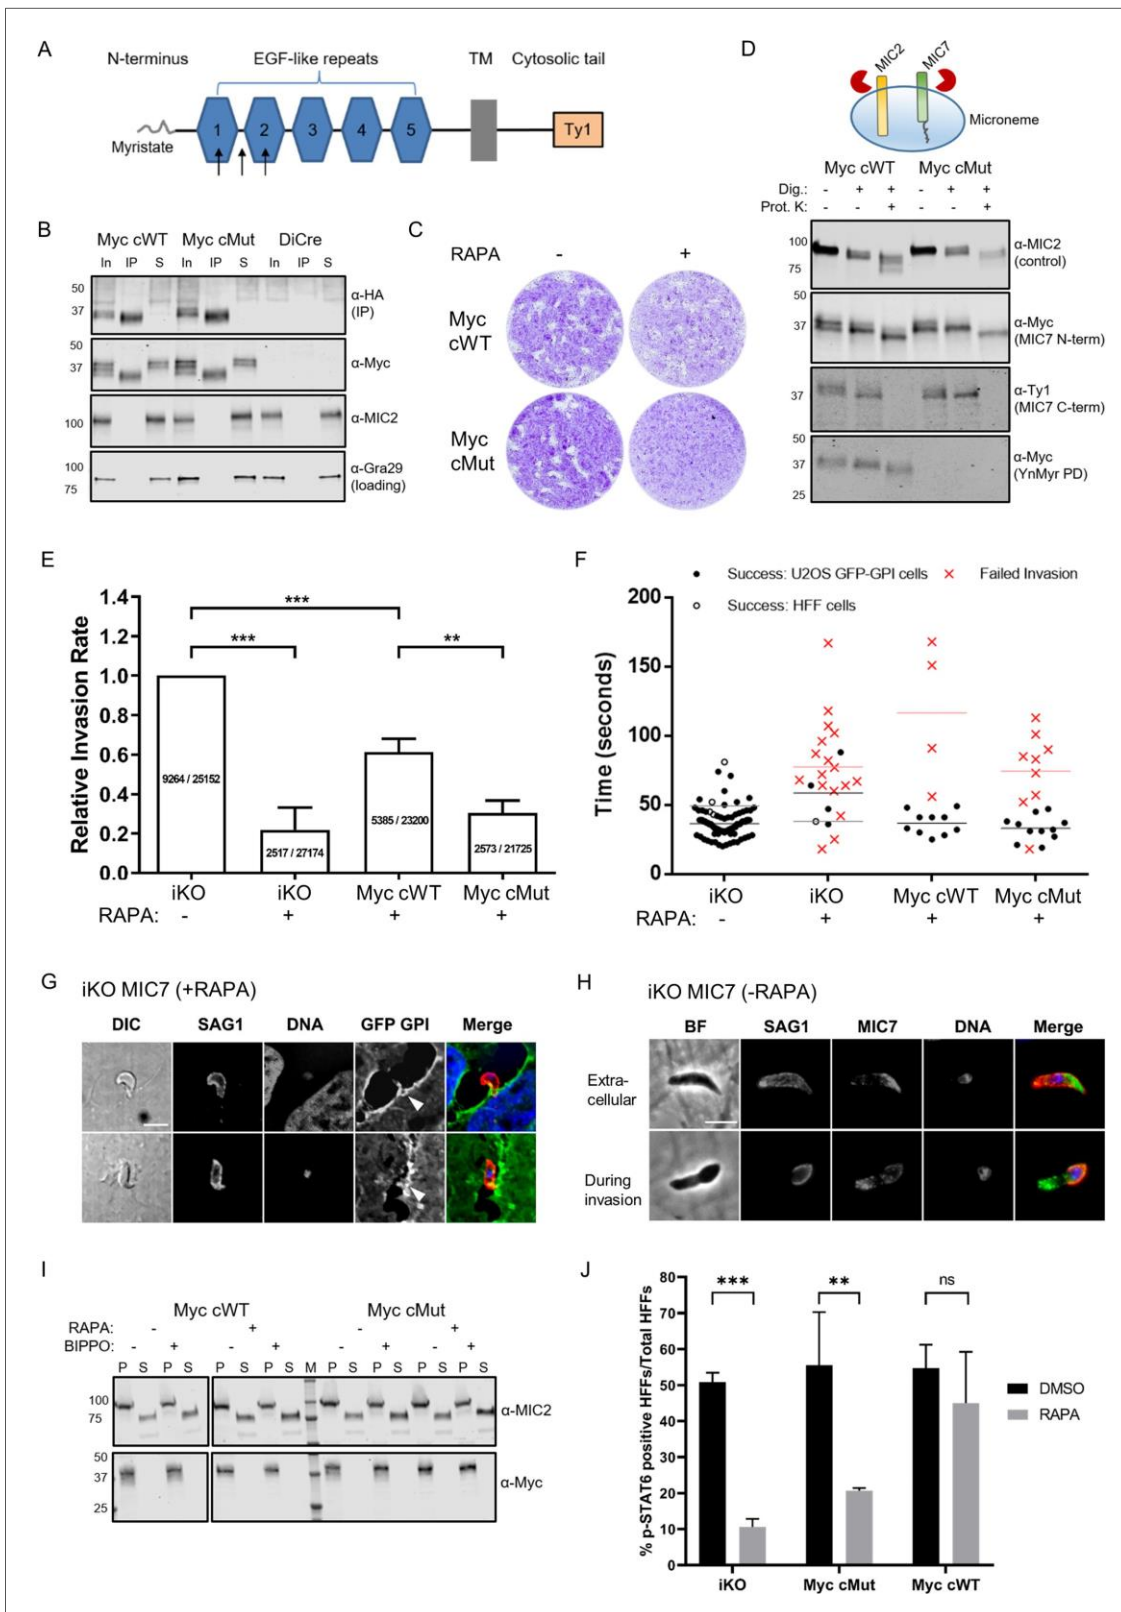 A
N-terminus EGF-like repeats TM Cytosolic tail
1 2 3 4 5 Ty1
Myristate
B
Myc cWT Myc cMut DiCre
In IP S In IP S In IP S
50
37
α-HA
(IP)
50
37
α-Myc
100
α-MIC2
100
75
α-Gra29
(loading)
C
RAPA - +
Myc
cWT
Myc
cMut
D
MIC2 MIC7
Microneme
Myc cWT Myc cMut
Dig.: - + + - + +
Prot. K: - - + - - +
100
75
α-MIC2
(control)
37
α-Myc
(MIC7 N-term)
37
α-Ty1
(MIC7 C-term)
50
37
25
α-Myc
(YnMyr PD)
E
Relative Invasion Rate
1.4
1.2
1.0
0.8
0.6
0.4
0.2
0.0
***
*** **
9264 / 25152
2517 / 27174
5385 / 23200
2573 / 21725
iKO iKO Myc cWT Myc cMut
RAPA: - + + +
F
Success: U2OS GFP-GPI cells Failed Invasion
Success: HFF cells
Time (seconds)
200
150
100
50
0
iKO iKO Myc cWT Myc cMut
RAPA: - + + +
G
iKO MIC7 (+RAPA)
DIC SAG1 DNA GFP GPI Merge
H
iKO MIC7 (-RAPA)
BF SAG1 MIC7 DNA Merge
Extra-
cellular
During
invasion
I
Myc cWT Myc cMut
RAPA: - + - +
BIPPO: - + - + - + - +
P S P S P S P S M P S P S P S P S
100
75
α-MIC2
50
37
25
α-Myc
J
% p-STAT6 positive HFFs/Total HFFs
80
70
60
50
40
30
20
10
0
*** ** ns
DMSO
RAPA
iKO Myc cMut Myc cWT